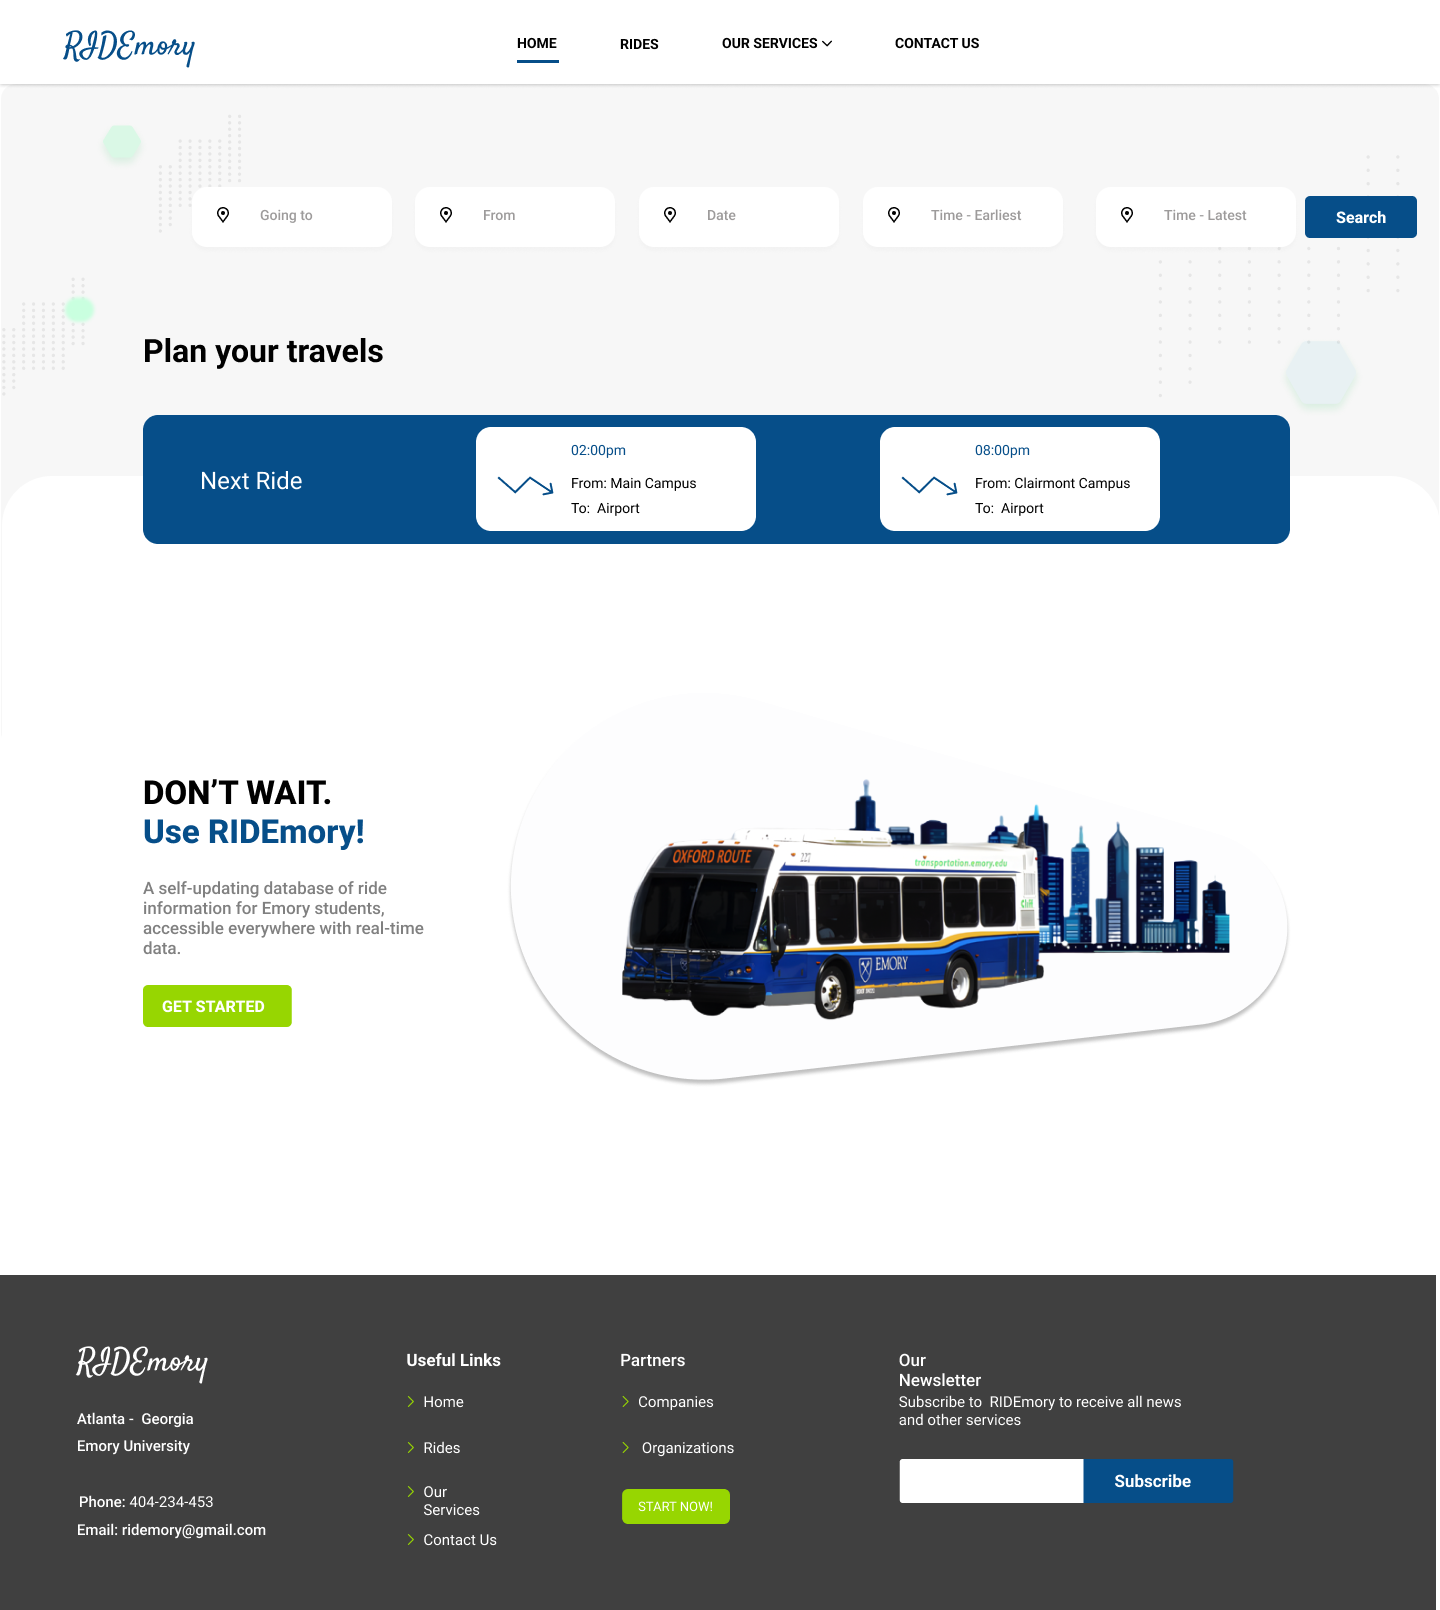 RIDEmory
HOME
RIDES
OUR SERVICES
CONTACT US
Going to
From
Date
Time - Earliest
Time - Latest
Search
Plan your travels
Next Ride
02:00pm
From: Main Campus
To: Airport
08:00pm
From: Clairmont Campus
To: Airport
DON’T WAIT.
Use RIDEmory!
A self-updating database of ride
information for Emory students,
accessible everywhere with real-time
data.
GET STARTED
OXFORD ROUTE
227
transportation.emory.edu
EMORY
RIDEmory
Atlanta - Georgia
Emory University
Phone: 404-234-453
Email: ridemory@gmail.com
Useful Links
Home
Rides
Our
Services
Contact Us
Partners
Companies
Organizations
START NOW!
Our
Newsletter
Subscribe to RIDEmory to receive all news
and other services
Subscribe